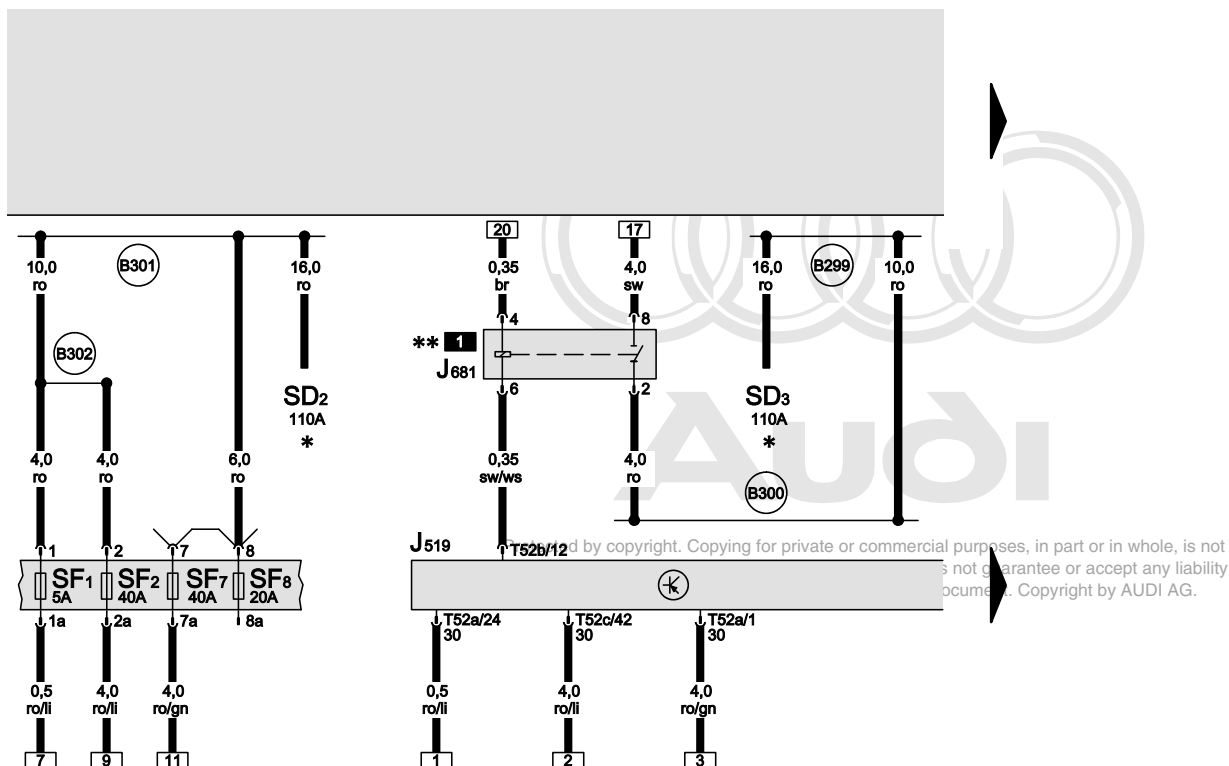 20 17
10,0
ro
B301
16,0
ro
0,35
br
4,0
sw
16,0
ro
B299
10,0
ro
4 8
B302
** 1
J681
6 2
SD2
110A
*
SD3
110A
*
4,0
ro
4,0
ro
6,0
ro
0,35
sw/ws
4,0
ro
B300
AUDI
1 2 7 8
J519
T52b/12
by copyright. Copying for private or commercial purposes, in part or in whole, is not
not guarantee or accept any liability
Copyright by AUDI AG.
SF1
5A
SF2
40A
SF7
40A
SF8
20A
1a 2a 7a 8a
T52a/24
30
T52c/42
30
T52a/1
30
0,5
ro/li
4,0
ro/li
4,0
ro/gn
0,5
ro/li
4,0
ro/li
4,0
ro/gn
7 9 11 1 2 3